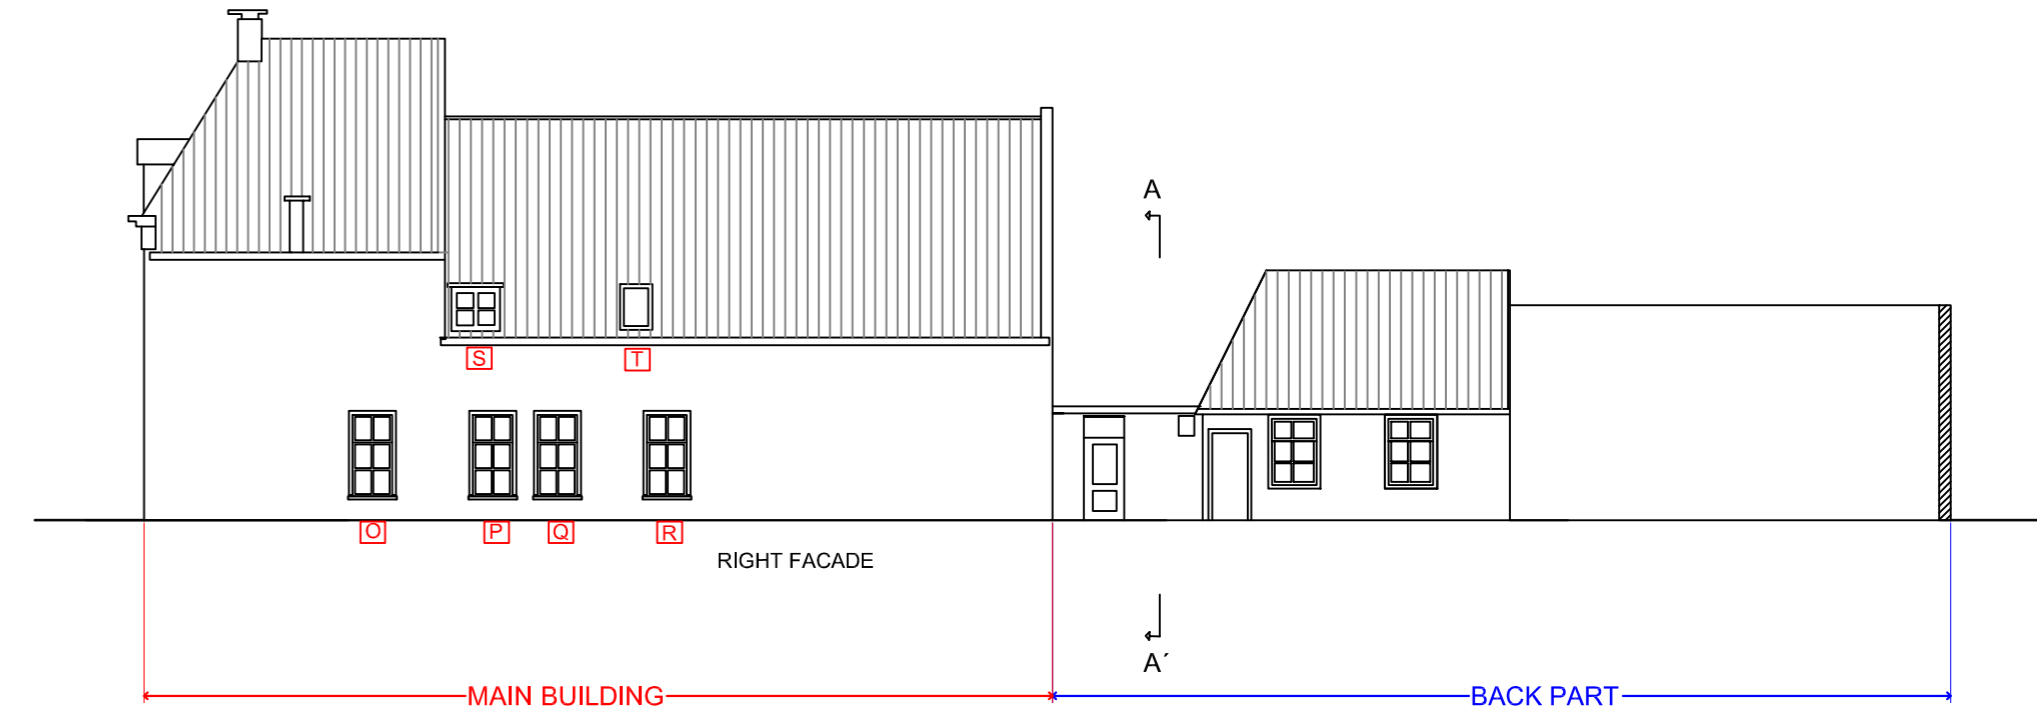 A
S
T
O
P
Q
R
RIGHT FACADE
A´
MAIN BUILDING
BACK PART